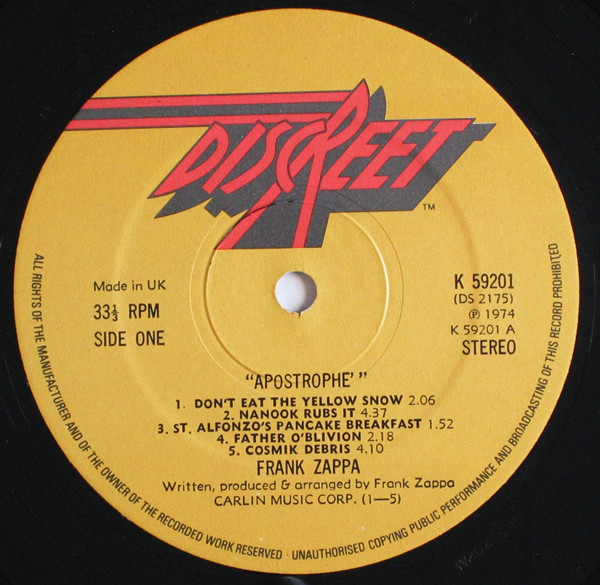 DISCREET
TM
Made in UK
33⅓ RPM
SIDE ONE
K 59201
(DS 2175)
Ⓟ 1974
K 59201 A
STEREO
"APOSTROPHE' "
1. DON'T EAT THE YELLOW SNOW 2.06
2. NANOOK RUBS IT 4.37
3. ST. ALFONZO'S PANCAKE BREAKFAST 1.52
4. FATHER O'BLIVION 2.18
5. COSMIK DEBRIS 4.10
FRANK ZAPPA
Written, produced & arranged by Frank Zappa
CARLIN MUSIC CORP. (1—5)
ALL RIGHTS OF THE MANUFACTURER AND OF THE OWNER OF THE RECORDED WORK RESERVED · UNAUTHORISED COPYING PUBLIC PERFORMANCE AND BROADCASTING OF THIS RECORD PROHIBITED